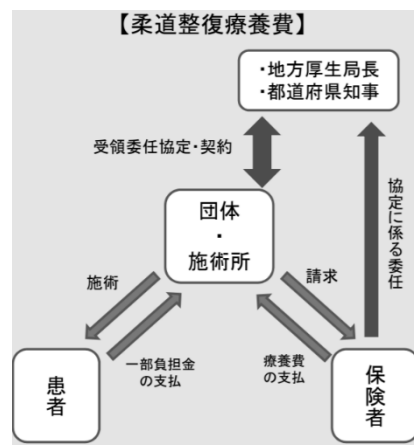 【柔道整復療養費】
・地方厚生局長
・都道府県知事
受領委任協定・契約
協定に係る委任
団体
・
施術所
施術
請求
一部負担金
の支払
療養費
の支払
患者
保険者